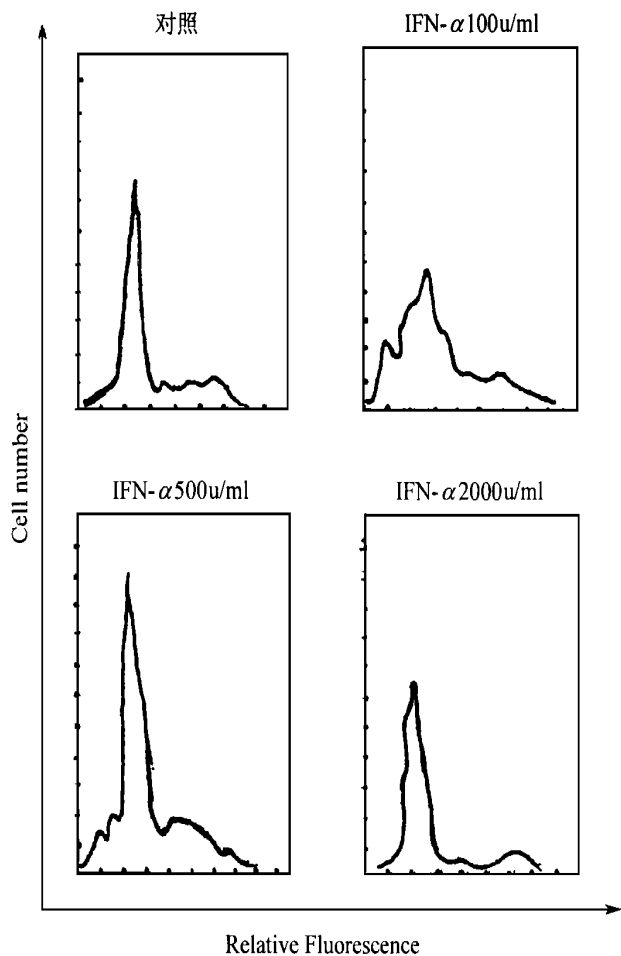 对照
IFN-α100u/ml
IFN-α500u/ml
IFN-α2000u/ml
Cell number
Relative Fluorescence